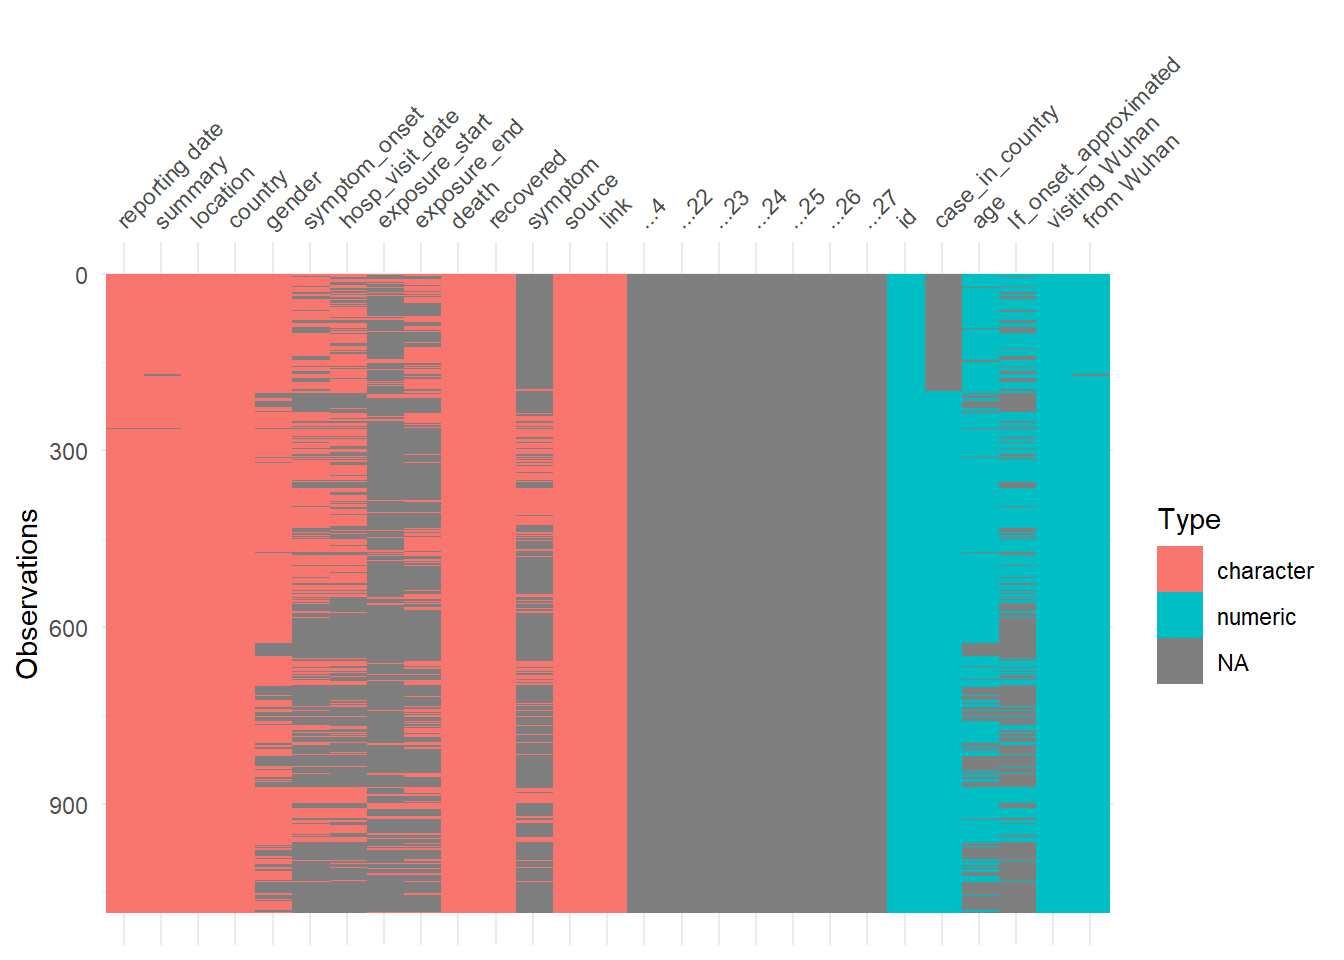 reporting date
summary
location
country
gender
symptom_onset
hosp_visit_date
exposure_start
exposure_end
death
recovered
symptom
source
link
...4
...22
...23
...24
...25
...26
...27
id
case_in_country
age
If_onset_approximated
visiting Wuhan
from Wuhan
0
300
600
900
Observations
Type
character
numeric
NA